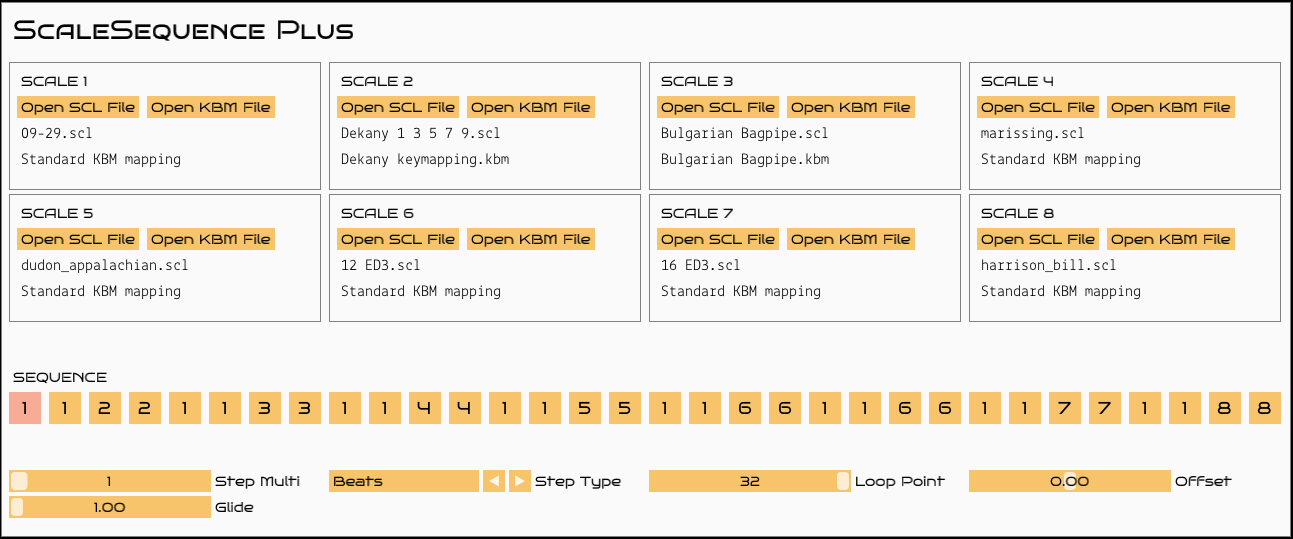 ScaleSequence Plus
SCALE 1
Open SCL File Open KBM File
09-29.scl
Standard KBM mapping
SCALE 2
Open SCL File Open KBM File
Dekany 1 3 5 7 9.scl
Dekany keymapping.kbm
SCALE 3
Open SCL File Open KBM File
Bulgarian Bagpipe.scl
Bulgarian Bagpipe.kbm
SCALE 4
Open SCL File Open KBM File
marissing.scl
Standard KBM mapping
SCALE 5
Open SCL File Open KBM File
dudon_appalachian.scl
Standard KBM mapping
SCALE 6
Open SCL File Open KBM File
12 ED3.scl
Standard KBM mapping
SCALE 7
Open SCL File Open KBM File
16 ED3.scl
Standard KBM mapping
SCALE 8
Open SCL File Open KBM File
harrison_bill.scl
Standard KBM mapping
SEQUENCE
1 1 2 2 1 1 3 3 1 1 4 4 1 1 5 5 1 1 6 6 1 1 6 6 1 1 7 7 1 1 8 8
1 Step Multi Beats Step Type 32 Loop Point 0.00 Offset
1.00 Glide